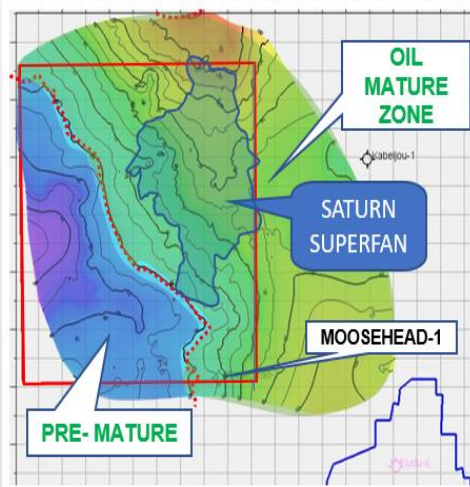 OIL
MATURE
ZONE
Kabeljou-1
SATURN
SUPERFAN
MOOSEHEAD-1
PRE- MATURE